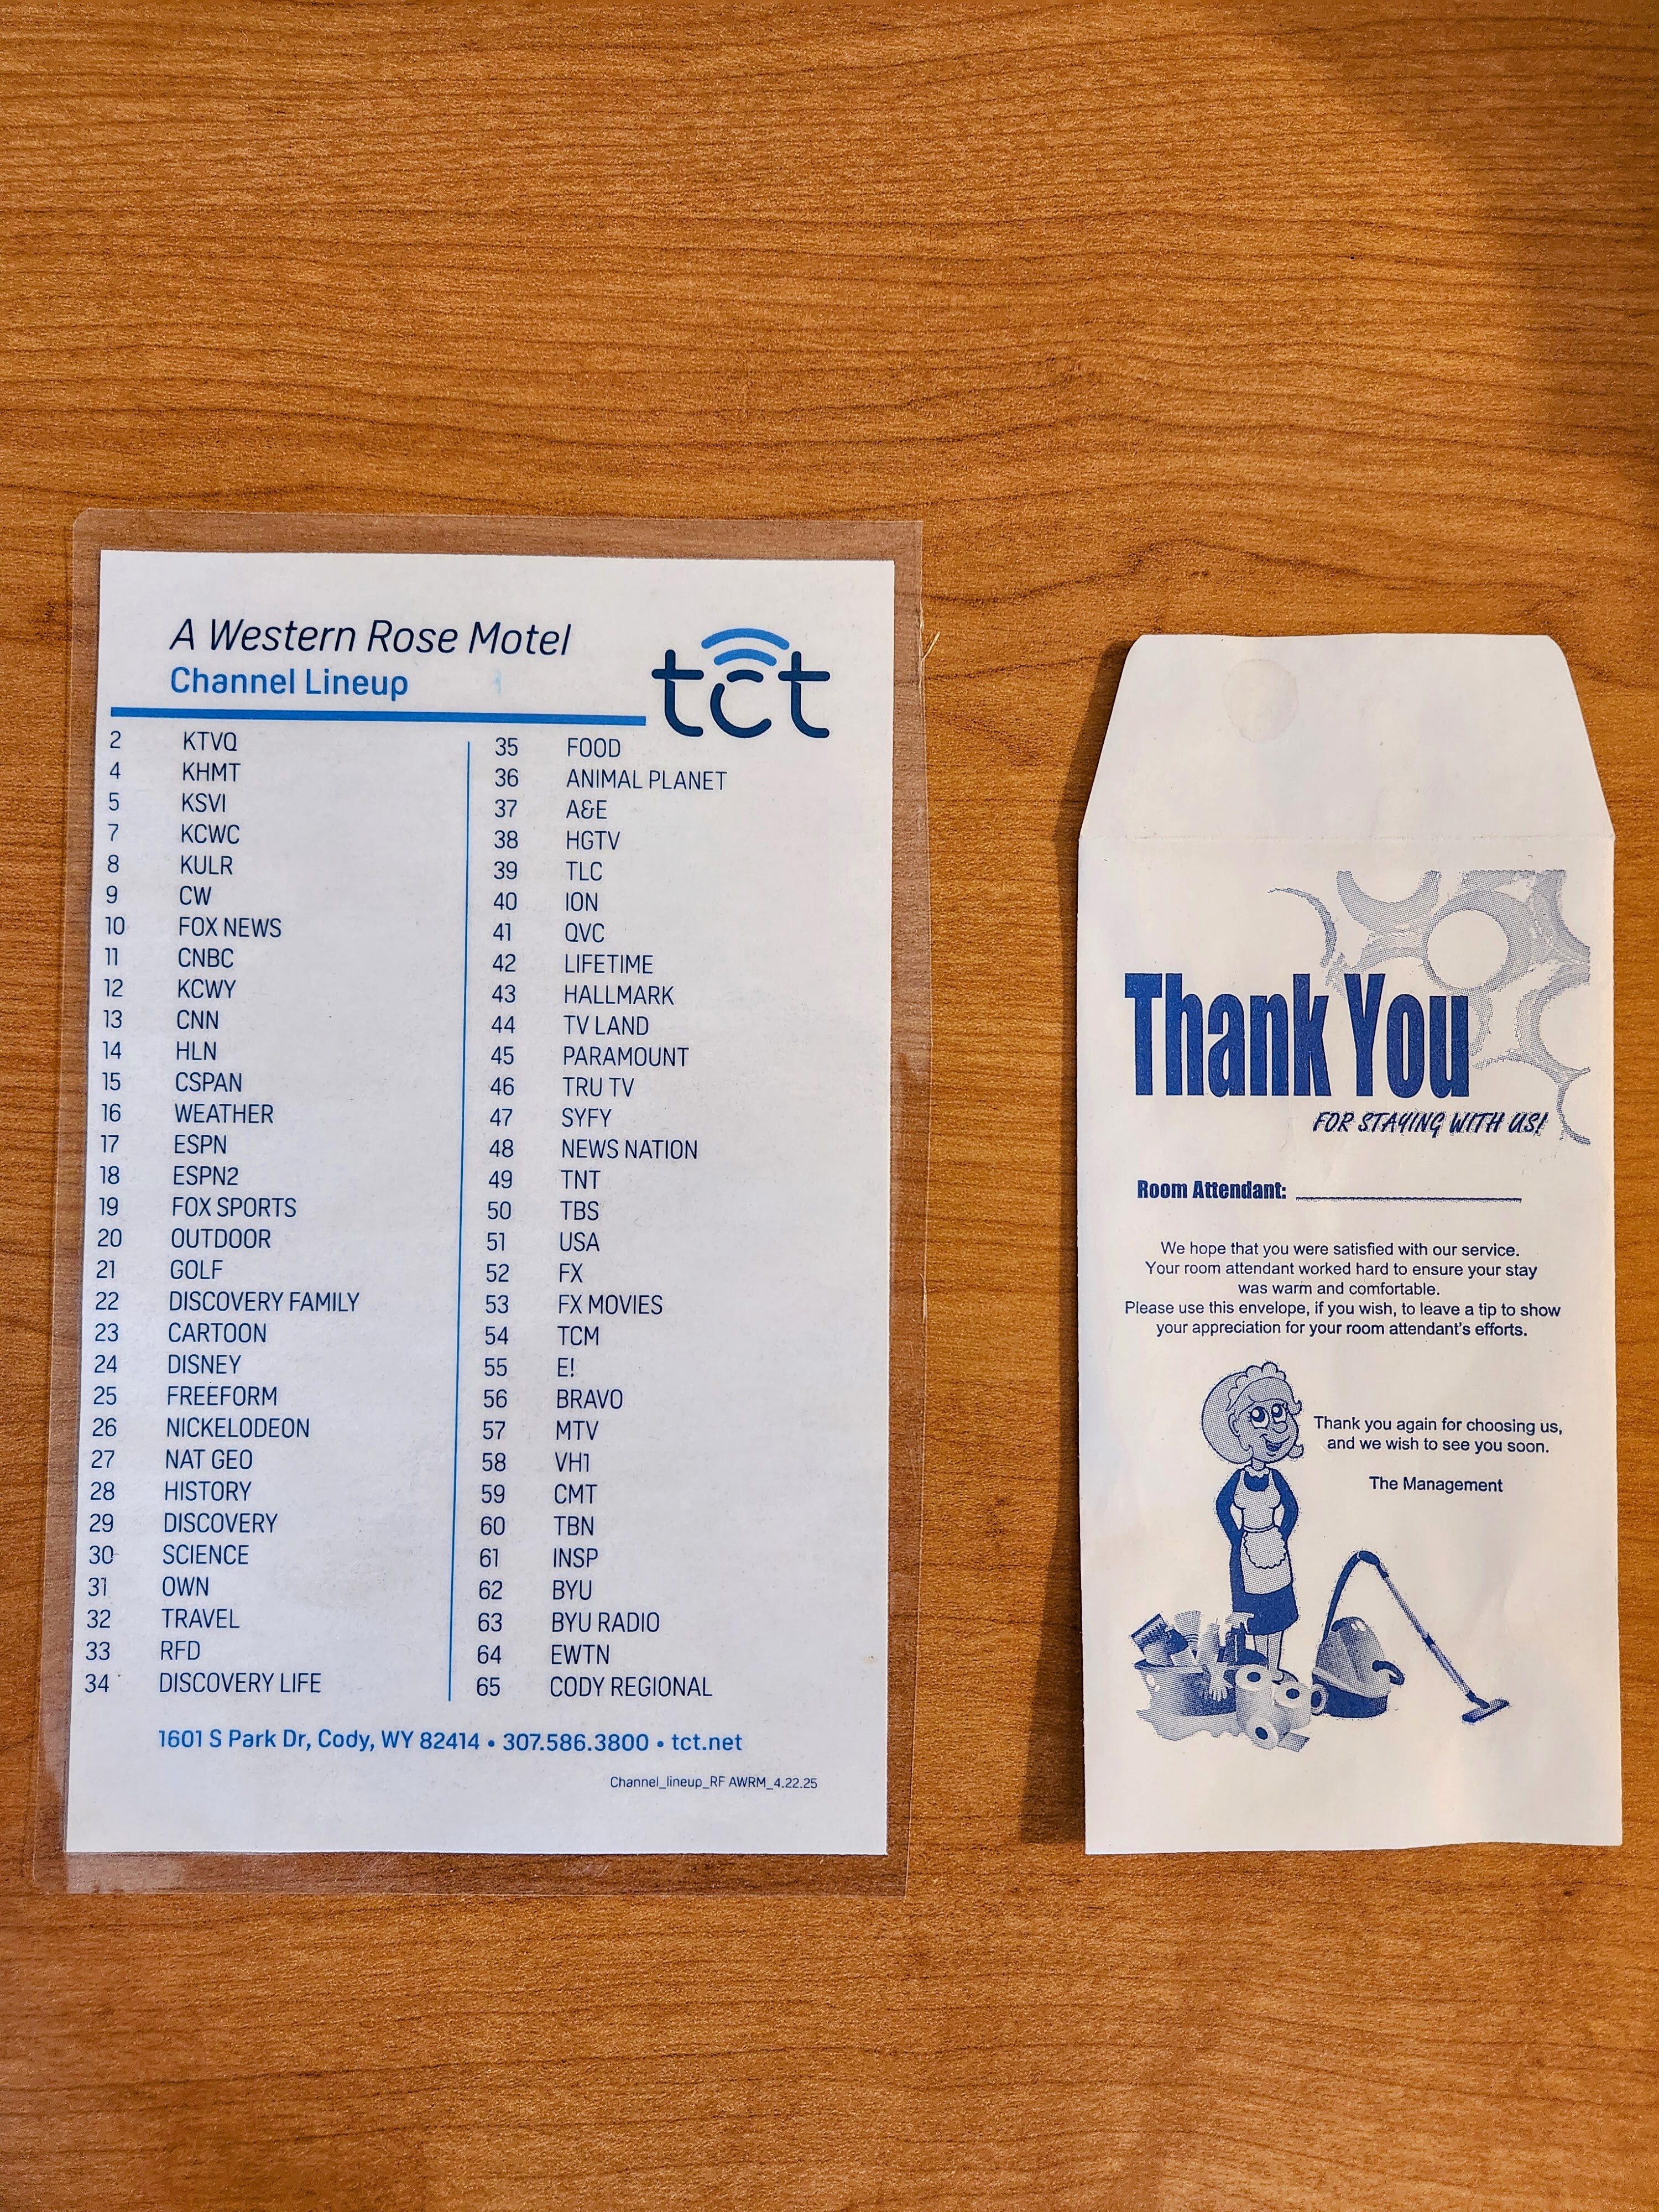 A Western Rose Motel
Channel Lineup
tct
2 KTVQ
4 KHMT
5 KSVI
7 KCWC
8 KULR
9 CW
10 FOX NEWS
11 CNBC
12 KCWY
13 CNN
14 HLN
15 CSPAN
16 WEATHER
17 ESPN
18 ESPN2
19 FOX SPORTS
20 OUTDOOR
21 GOLF
22 DISCOVERY FAMILY
23 CARTOON
24 DISNEY
25 FREEFORM
26 NICKELODEON
27 NAT GEO
28 HISTORY
29 DISCOVERY
30 SCIENCE
31 OWN
32 TRAVEL
33 RFD
34 DISCOVERY LIFE
35 FOOD
36 ANIMAL PLANET
37 A&E
38 HGTV
39 TLC
40 ION
41 QVC
42 LIFETIME
43 HALLMARK
44 TV LAND
45 PARAMOUNT
46 TRU TV
47 SYFY
48 NEWS NATION
49 TNT
50 TBS
51 USA
52 FX
53 FX MOVIES
54 TCM
55 E!
56 BRAVO
57 MTV
58 VH1
59 CMT
60 TBN
61 INSP
62 BYU
63 BYU RADIO
64 EWTN
65 CODY REGIONAL
1601 S Park Dr, Cody, WY 82414 • 307.586.3800 • tct.net
Channel_lineup_RF AWRM_4.22.25
Thank You
FOR STAYING WITH US!
Room Attendant:
We hope that you were satisfied with our service.
Your room attendant worked hard to ensure your stay
was warm and comfortable.
Please use this envelope, if you wish, to leave a tip to show
your appreciation for your room attendant's efforts.
Thank you again for choosing us,
and we wish to see you soon.
The Management